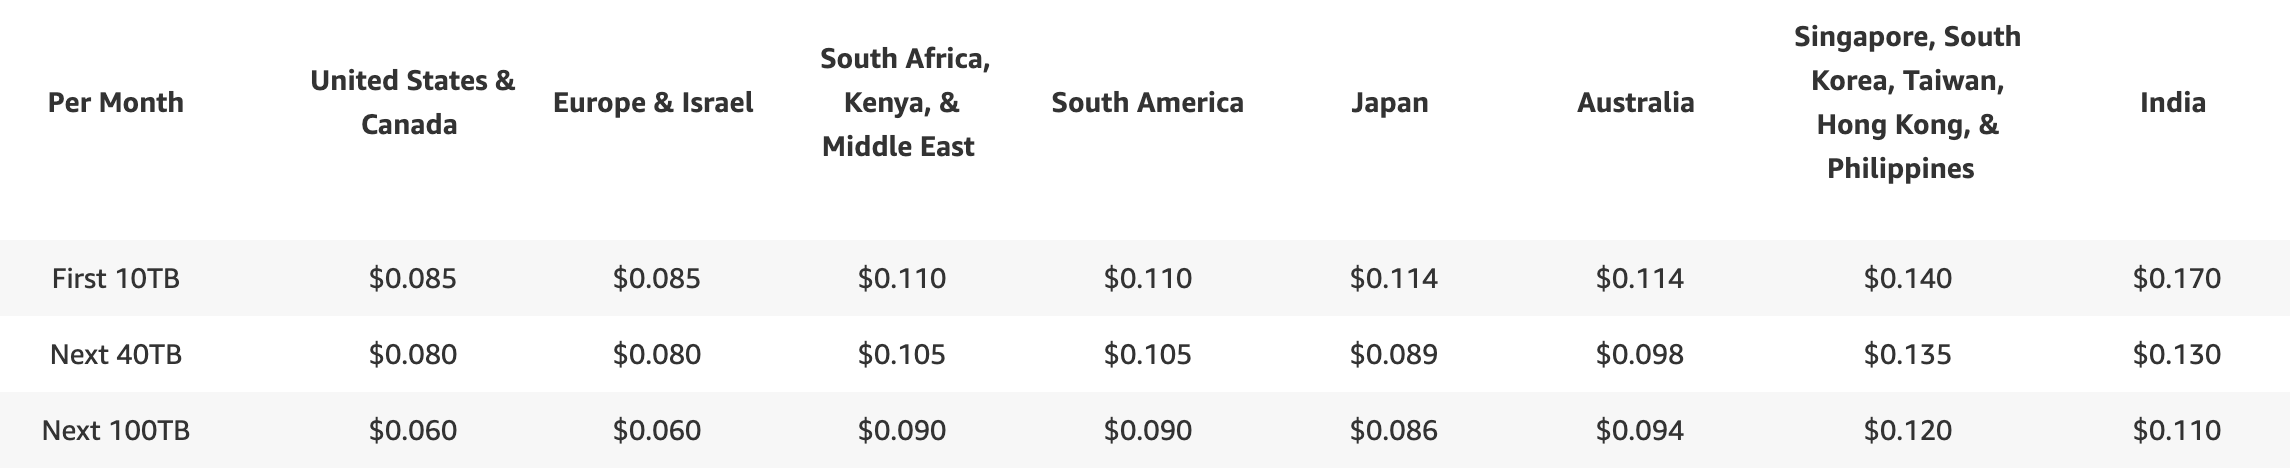 Per Month
United States &
Canada
Europe & Israel
South Africa,
Kenya, &
Middle East
South America
Japan
Australia
Singapore, South
Korea, Taiwan,
Hong Kong, &
Philippines
India
First 10TB $0.085 $0.085 $0.110 $0.110 $0.114 $0.114 $0.140 $0.170
Next 40TB $0.080 $0.080 $0.105 $0.105 $0.089 $0.098 $0.135 $0.130
Next 100TB $0.060 $0.060 $0.090 $0.090 $0.086 $0.094 $0.120 $0.110